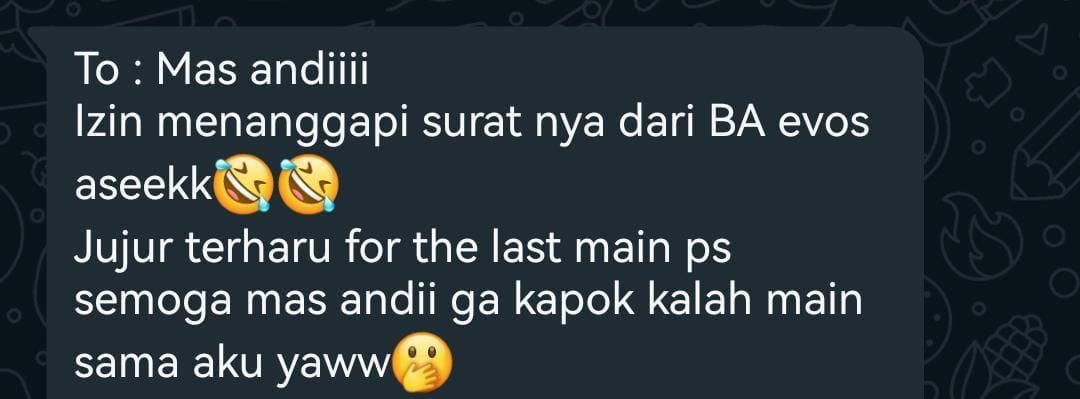 To : Mas andiiii
Izin menanggapi surat nya dari BA evos
aseekk🤣🤣
Jujur terharu for the last main ps
semoga mas andii ga kapok kalah main
sama aku yaww🫢